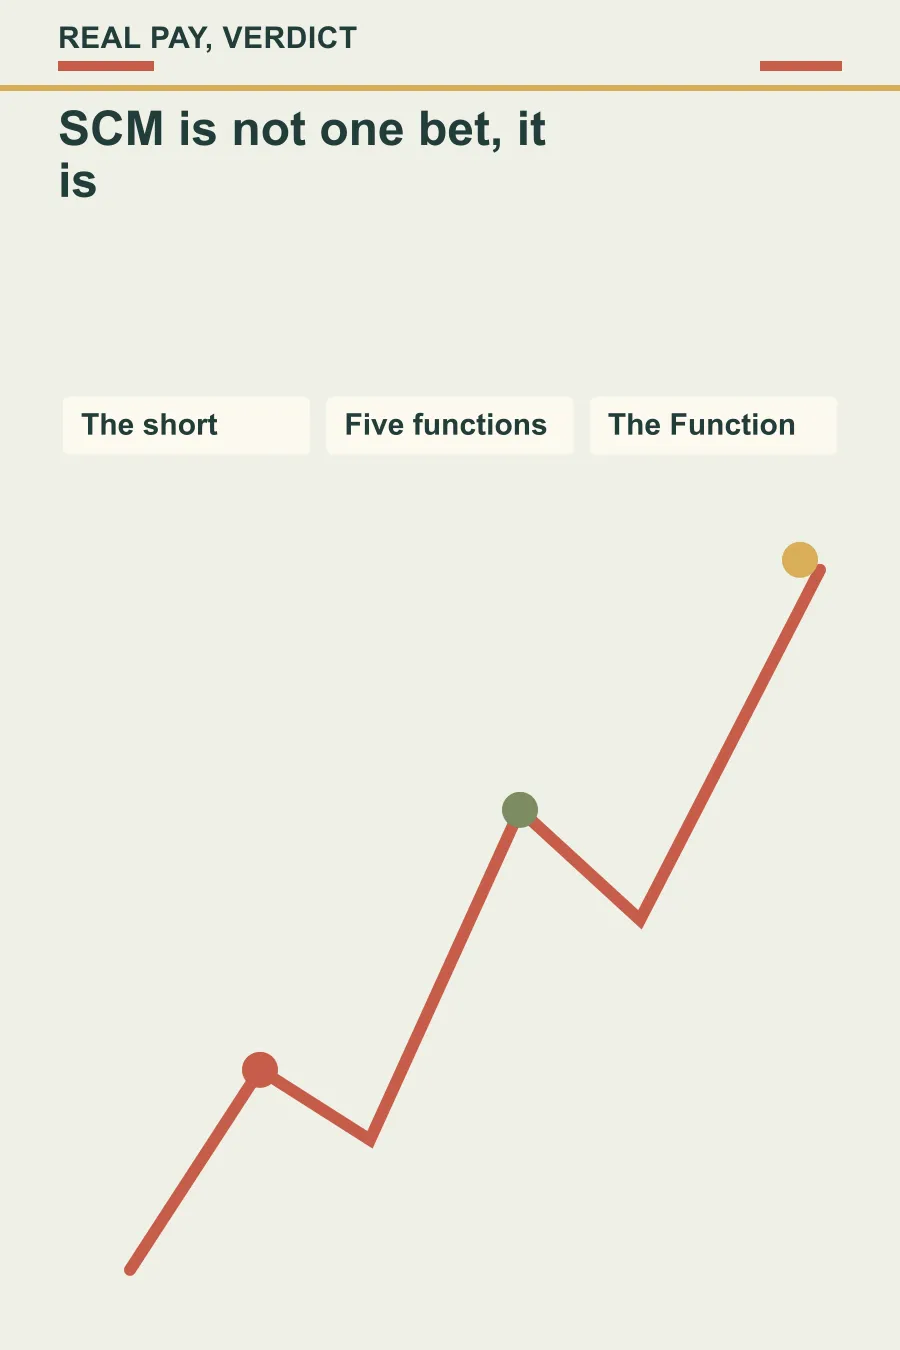 REAL PAY, VERDICT
SCM is not one bet, it
is
The short
Five functions
The Function